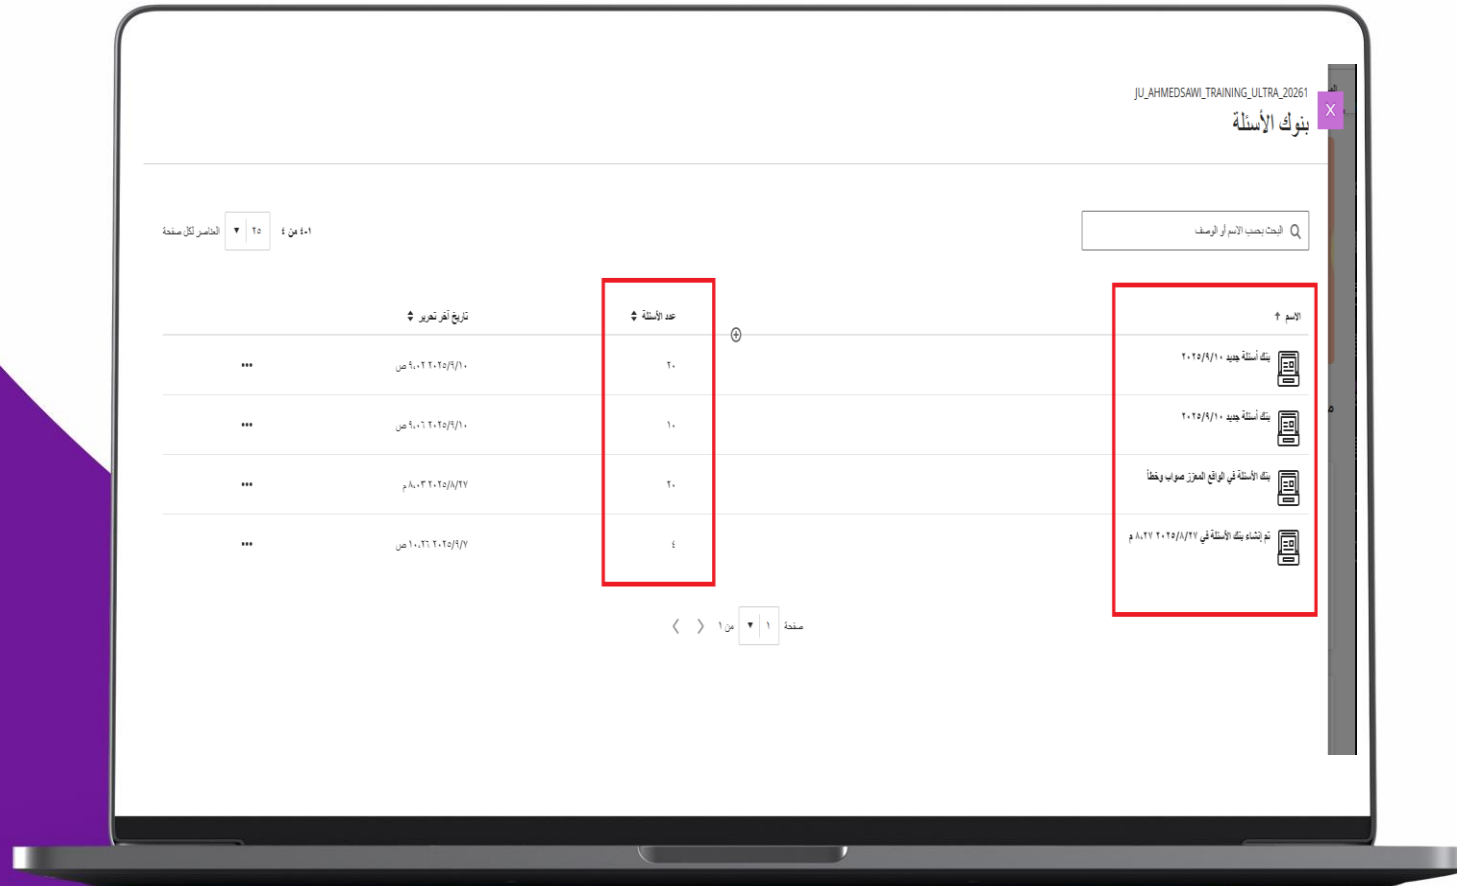 JU_AHMEDSAWI_TRAINING_ULTRA_20261
X
بنوك الأسئلة
البحث بحسب الاسم أو الوصف
١-٤ من ٤
٢٥
العناصر لكل صفحة
الاسم
عدد الأسئلة
تاريخ آخر تحرير
بنك أسئلة جديد ٢٠٢٥/٩/١٠
٢٠
٢٠٢٥/٩/١٠ ٩،٠٢ ص
بنك أسئلة جديد ٢٠٢٥/٩/١٠
١٠
٢٠٢٥/٩/١٠ ٩،٠٦ ص
بنك الأسئلة في الواقع المعزز صواب وخطأ
٢٠
٢٠٢٥/٨/٢٧ ٨،٠٣ م
تم إنشاء بنك الأسئلة في ٢٠٢٥/٨/٢٧ ٨،٢٧ م
٤
٢٠٢٥/٩/٧ ١٠،٢٦ ص
صفحة ١ من ١